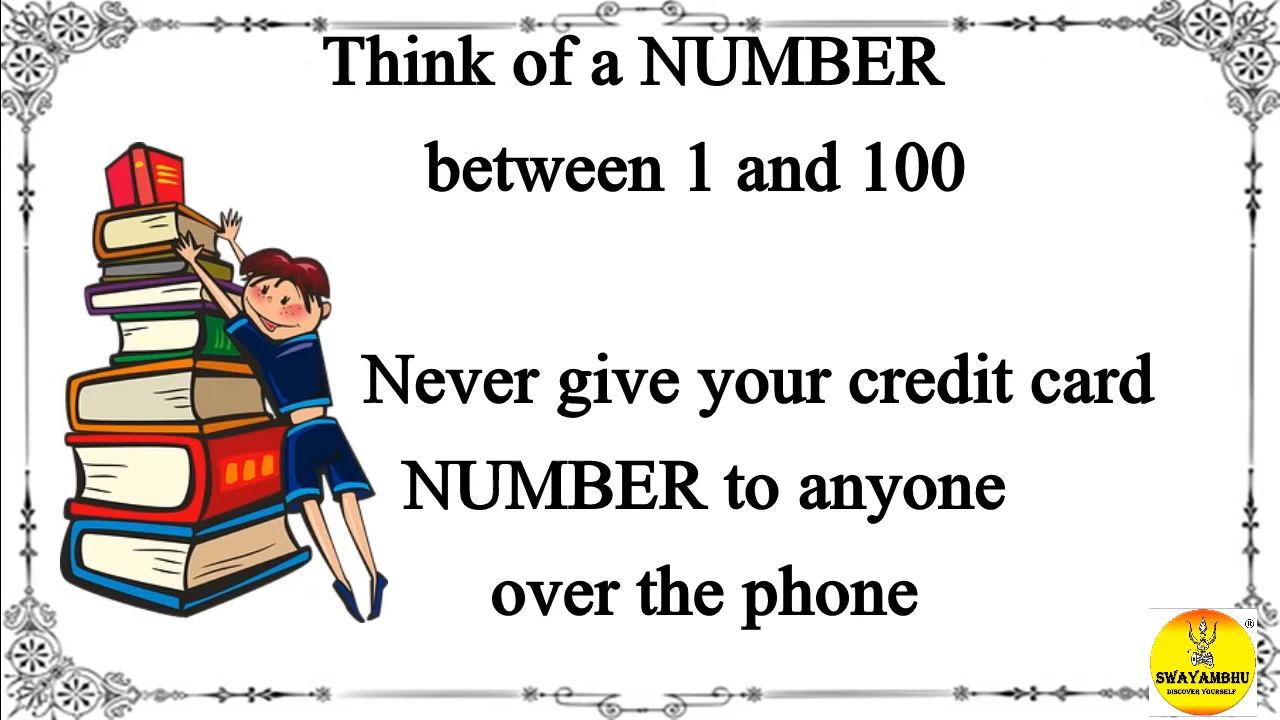 Think of a NUMBER
between 1 and 100
Never give your credit card
NUMBER to anyone
over the phone
®
SWAYAMBHU
DISCOVER YOURSELF